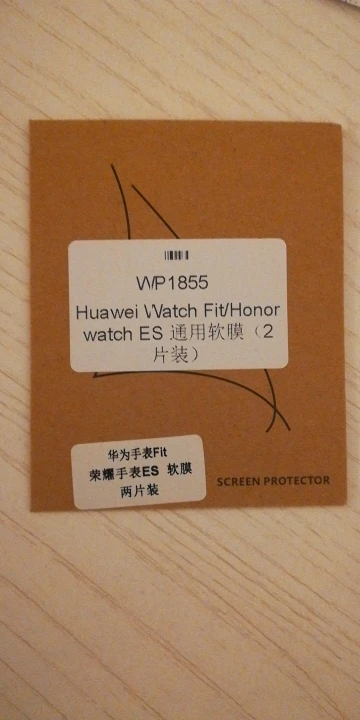 WP1855
Huawei Watch Fit/Honor
watch ES 通用软膜（2
片装）
华为手表Fit
荣耀手表ES 软膜
两片装
SCREEN PROTECTOR